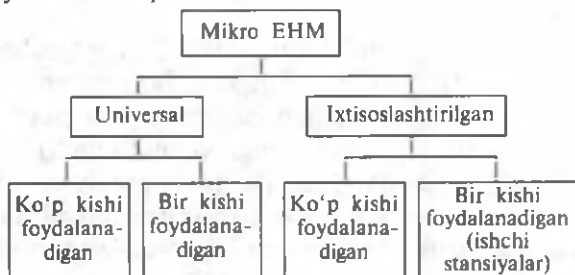 Mikro EHM
Universal
Ixtisoslashtirilgan
Ko'p kishi
foydalana-
digan
Bir kishi
foydalana-
digan
Ko'p kishi
foydalana-
digan
Bir kishi
foydalanadigan
(ishchi
stansiyalar)